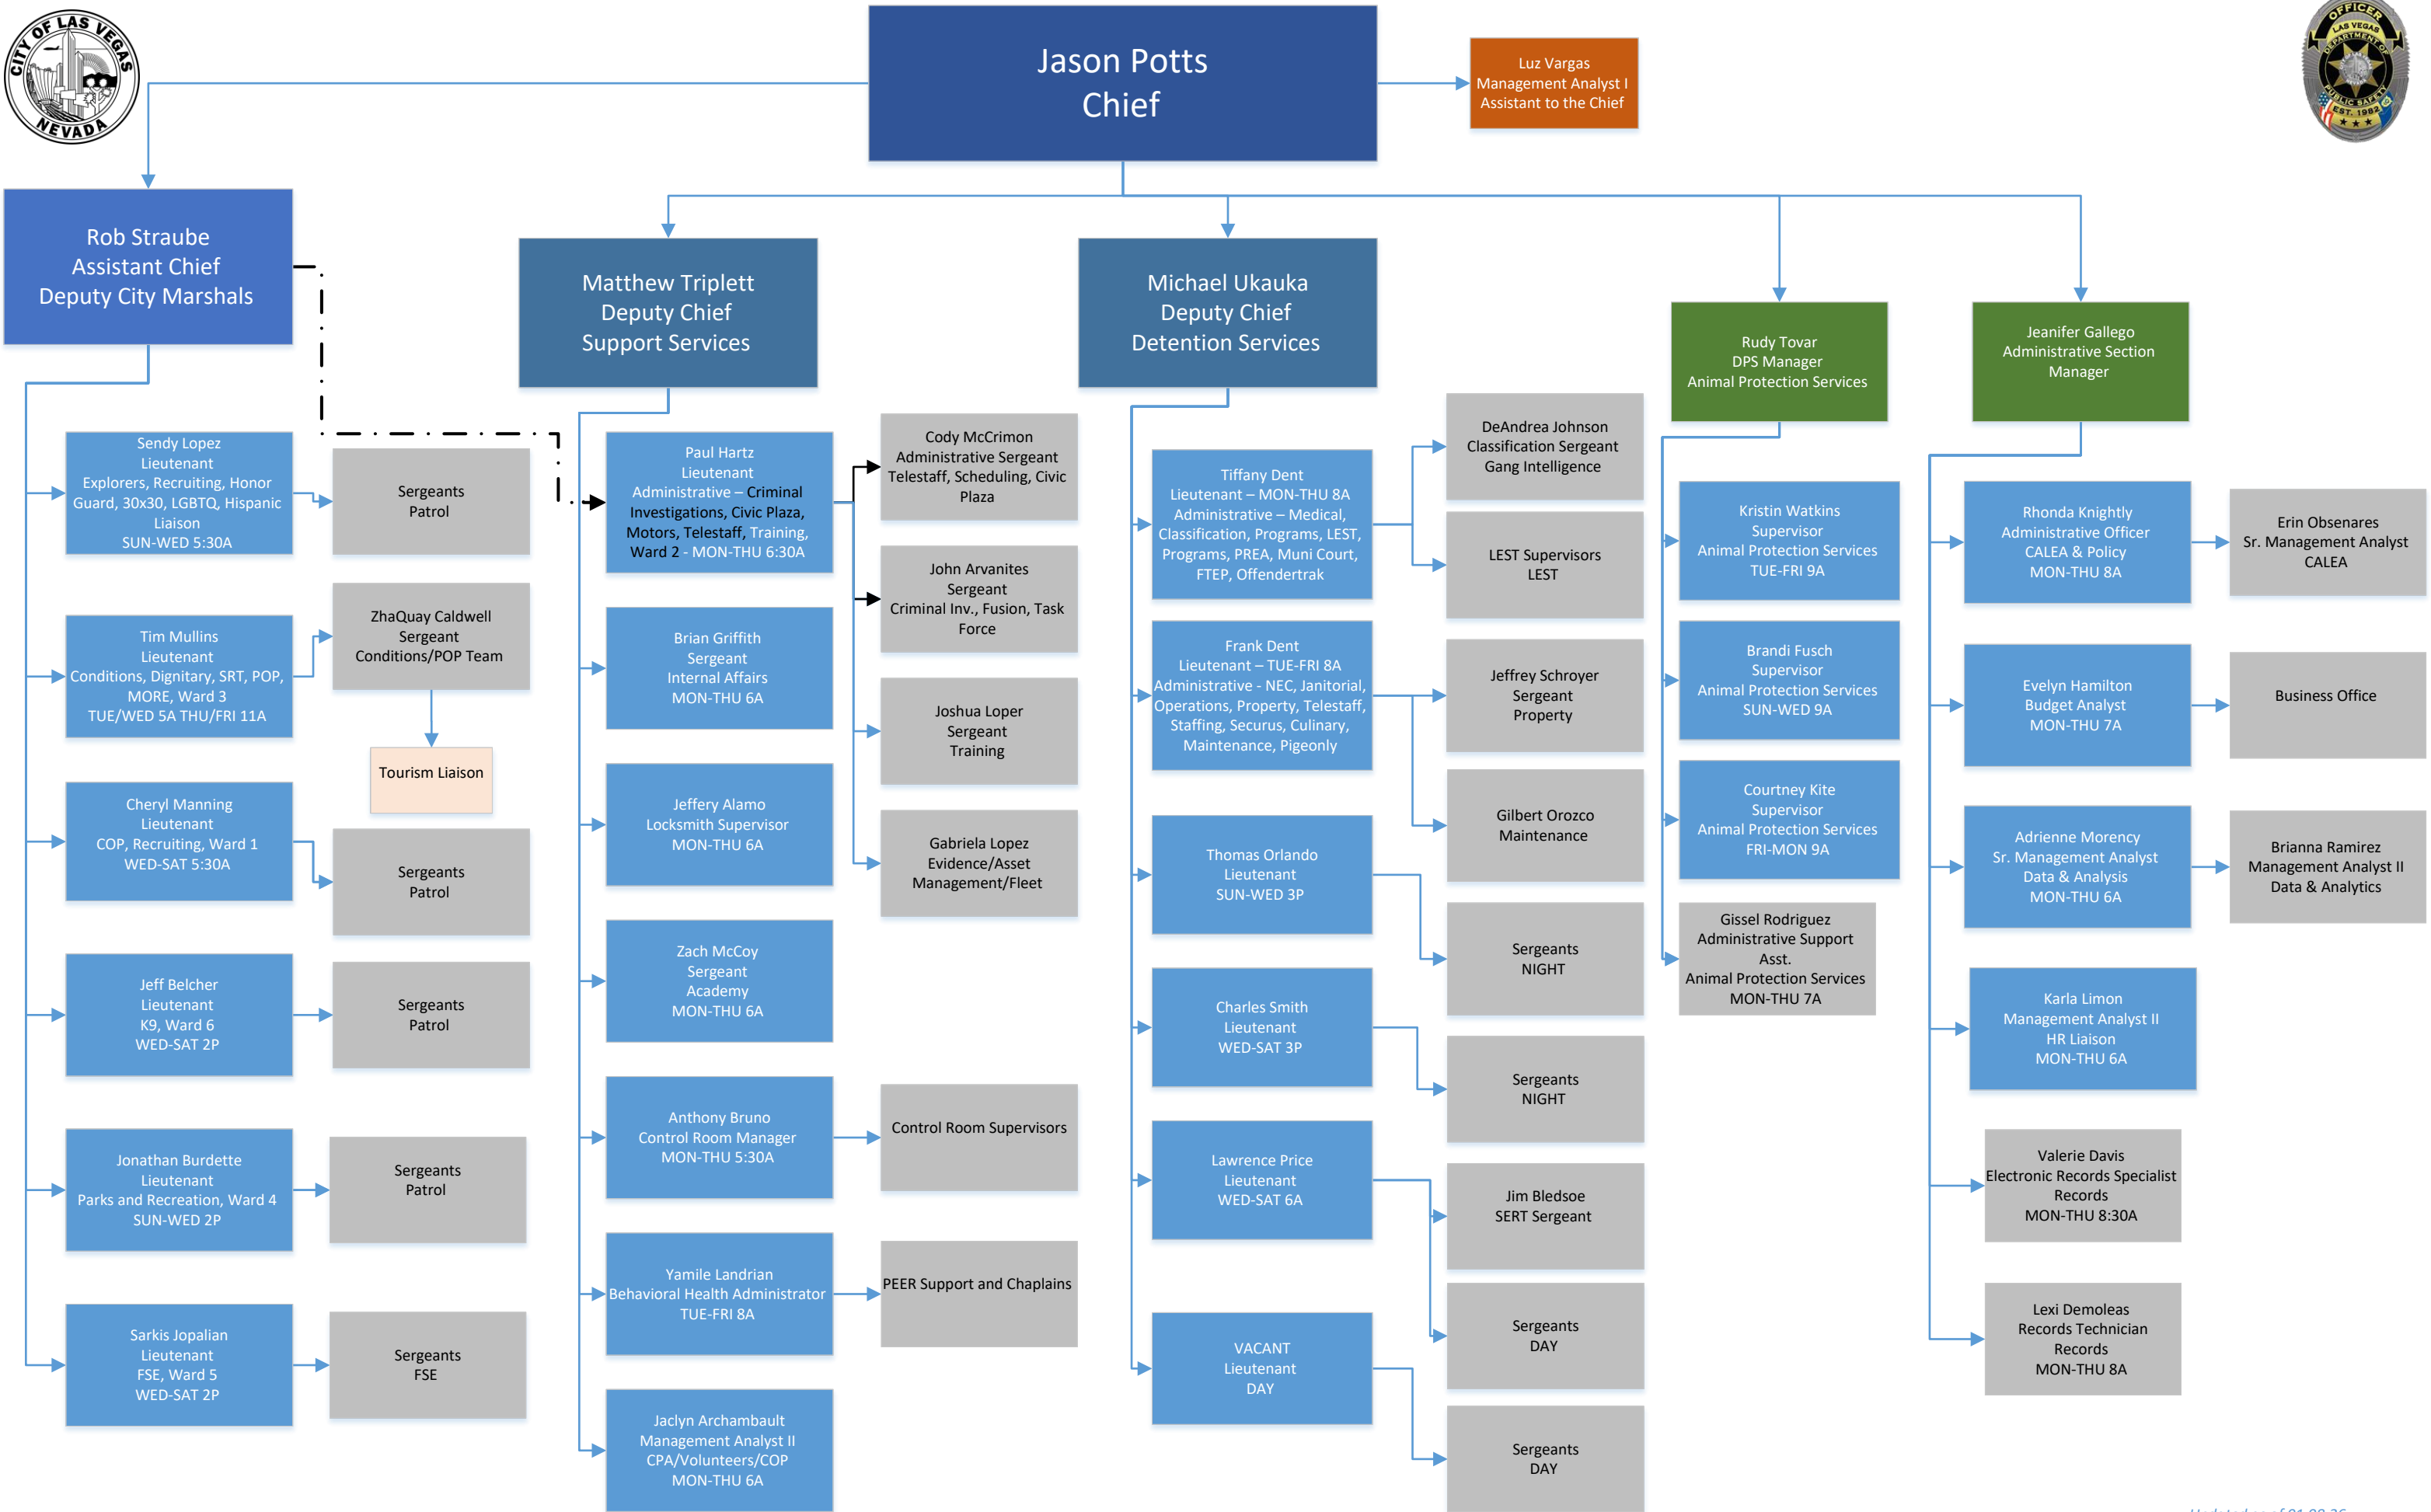 CITY OF LAS VEGAS
NEVADA
Jason Potts
Chief
Luz Vargas
Management Analyst I
Assistant to the Chief
OFFICER
LAS VEGAS
DEPARTMENT OF
PUBLIC SAFETY
EST. 1982
Rob Straube
Assistant Chief
Deputy City Marshals
Sendy Lopez
Lieutenant
Explorers, Recruiting, Honor
Guard, 30x30, LGBTQ, Hispanic
Liaison
SUN-WED 5:30A
Sergeants
Patrol
Tim Mullins
Lieutenant
Conditions, Dignitary, SRT, POP,
MORE, Ward 3
TUE/WED 5A THU/FRI 11A
ZhaQuay Caldwell
Sergeant
Conditions/POP Team
Tourism Liaison
Cheryl Manning
Lieutenant
COP, Recruiting, Ward 1
WED-SAT 5:30A
Sergeants
Patrol
Jeff Belcher
Lieutenant
K9, Ward 6
WED-SAT 2P
Sergeants
Patrol
Jonathan Burdette
Lieutenant
Parks and Recreation, Ward 4
SUN-WED 2P
Sergeants
Patrol
Sarkis Jopalian
Lieutenant
FSE, Ward 5
WED-SAT 2P
Sergeants
FSE
Matthew Triplett
Deputy Chief
Support Services
Paul Hartz
Lieutenant
Administrative – Criminal
Investigations, Civic Plaza,
Motors, Telestaff, Training,
Ward 2 - MON-THU 6:30A
Cody McCrimon
Administrative Sergeant
Telestaff, Scheduling, Civic
Plaza
John Arvanites
Sergeant
Criminal Inv., Fusion, Task
Force
Joshua Loper
Sergeant
Training
Gabriela Lopez
Evidence/Asset
Management/Fleet
Brian Griffith
Sergeant
Internal Affairs
MON-THU 6A
Jeffery Alamo
Locksmith Supervisor
MON-THU 6A
Zach McCoy
Sergeant
Academy
MON-THU 6A
Anthony Bruno
Control Room Manager
MON-THU 5:30A
Control Room Supervisors
Yamile Landrian
Behavioral Health Administrator
TUE-FRI 8A
PEER Support and Chaplains
Jaclyn Archambault
Management Analyst II
CPA/Volunteers/COP
MON-THU 6A
Michael Ukauka
Deputy Chief
Detention Services
Tiffany Dent
Lieutenant – MON-THU 8A
Administrative – Medical,
Classification, Programs, LEST,
Programs, PREA, Muni Court,
FTEP, Offendertrak
DeAndrea Johnson
Classification Sergeant
Gang Intelligence
LEST Supervisors
LEST
Frank Dent
Lieutenant – TUE-FRI 8A
Administrative - NEC, Janitorial,
Operations, Property, Telestaff,
Staffing, Securus, Culinary,
Maintenance, Pigeonly
Jeffrey Schroyer
Sergeant
Property
Gilbert Orozco
Maintenance
Thomas Orlando
Lieutenant
SUN-WED 3P
Sergeants
NIGHT
Charles Smith
Lieutenant
WED-SAT 3P
Sergeants
NIGHT
Lawrence Price
Lieutenant
WED-SAT 6A
Jim Bledsoe
SERT Sergeant
Sergeants
DAY
VACANT
Lieutenant
DAY
Sergeants
DAY
Rudy Tovar
DPS Manager
Animal Protection Services
Kristin Watkins
Supervisor
Animal Protection Services
TUE-FRI 9A
Brandi Fusch
Supervisor
Animal Protection Services
SUN-WED 9A
Courtney Kite
Supervisor
Animal Protection Services
FRI-MON 9A
Gissel Rodriguez
Administrative Support
Asst.
Animal Protection Services
MON-THU 7A
Jeanifer Gallego
Administrative Section
Manager
Rhonda Knightly
Administrative Officer
CALEA & Policy
MON-THU 8A
Erin Obsenares
Sr. Management Analyst
CALEA
Evelyn Hamilton
Budget Analyst
MON-THU 7A
Business Office
Adrienne Morency
Sr. Management Analyst
Data & Analysis
MON-THU 6A
Brianna Ramirez
Management Analyst II
Data & Analytics
Karla Limon
Management Analyst II
HR Liaison
MON-THU 6A
Valerie Davis
Electronic Records Specialist
Records
MON-THU 8:30A
Lexi Demoleas
Records Technician
Records
MON-THU 8A